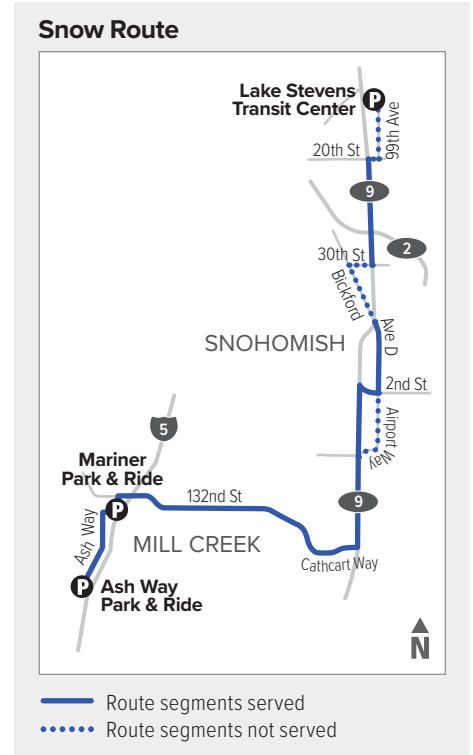 Snow Route
Lake Stevens
Transit Center
P
99th Ave
20th St
9
2
30th St
Bickford
Ave D
SNOHOMISH
2nd St
Airport Way
5
Mariner
Park & Ride
132nd St
9
P
Ash Way
MILL CREEK
Cathcart Way
P
Ash Way
Park & Ride
N
Route segments served
Route segments not served